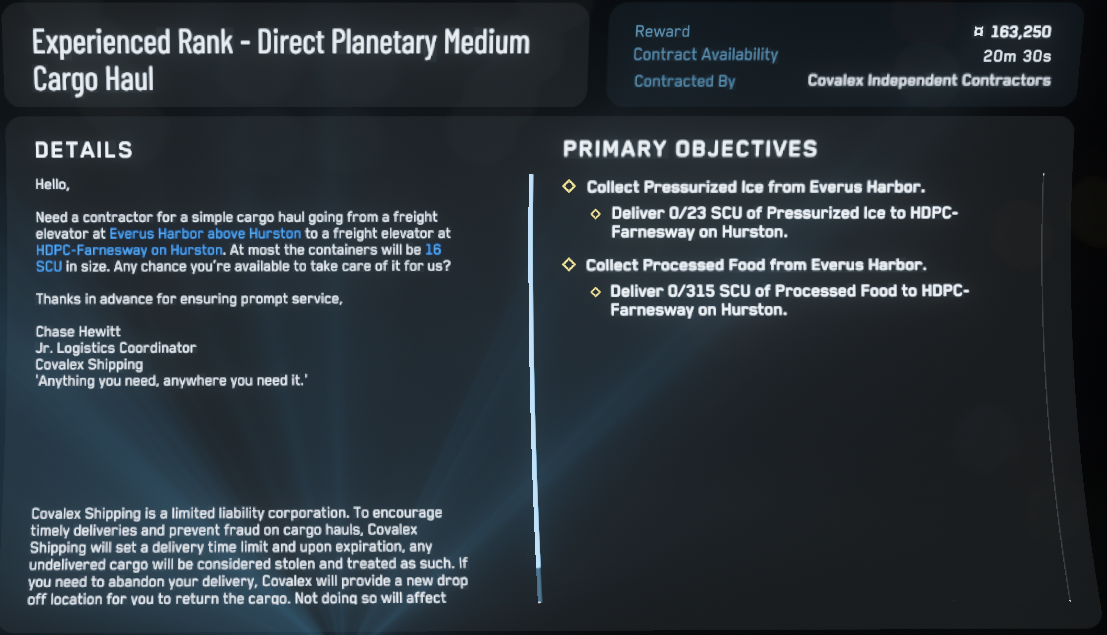 Experienced Rank - Direct Planetary Medium
Cargo Haul
Reward ¤ 163,250
Contract Availability 20m 30s
Contracted By Covalex Independent Contractors
DETAILS
Hello,
Need a contractor for a simple cargo haul going from a freight
elevator at Everus Harbor above Hurston to a freight elevator at
HDPC-Farnesway on Hurston. At most the containers will be 16
SCU in size. Any chance you're available to take care of it for us?
Thanks in advance for ensuring prompt service,
Chase Hewitt
Jr. Logistics Coordinator
Covalex Shipping
'Anything you need, anywhere you need it.'
Covalex Shipping is a limited liability corporation. To encourage
timely deliveries and prevent fraud on cargo hauls, Covalex
Shipping will set a delivery time limit and upon expiration, any
undelivered cargo will be considered stolen and treated as such. If
you need to abandon your delivery, Covalex will provide a new drop
off location for you to return the cargo. Not doing so will affect
PRIMARY OBJECTIVES
Collect Pressurized Ice from Everus Harbor.
Deliver 0/23 SCU of Pressurized Ice to HDPC-
Farnesway on Hurston.
Collect Processed Food from Everus Harbor.
Deliver 0/315 SCU of Processed Food to HDPC-
Farnesway on Hurston.